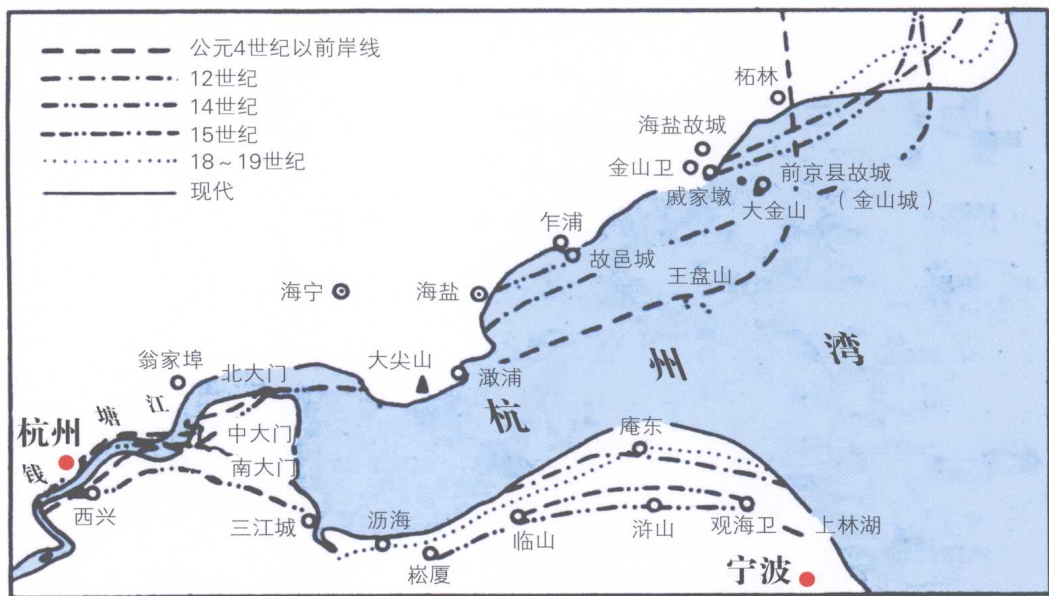 公元4世纪以前岸线
12世纪
14世纪
15世纪
18～19世纪
现代
柘林
海盐故城
金山卫
前京县故城
戚家墩
大金山
（金山城）
乍浦
故邑城
王盘山
海宁
海盐
杭州湾
翁家埠
北大门
大尖山
澉浦
钱塘江
杭州
中大门
南大门
庵东
西兴
三江城
沥海
崧厦
临山
浒山
观海卫
上林湖
宁波